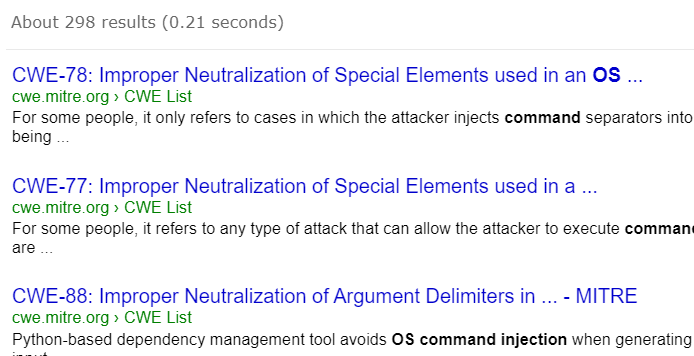 About 298 results (0.21 seconds)
CWE-78: Improper Neutralization of Special Elements used in an OS ...
cwe.mitre.org › CWE List
For some people, it only refers to cases in which the attacker injects command separators into
being ...
CWE-77: Improper Neutralization of Special Elements used in a ...
cwe.mitre.org › CWE List
For some people, it refers to any type of attack that can allow the attacker to execute comman
are ...
CWE-88: Improper Neutralization of Argument Delimiters in ... - MITRE
cwe.mitre.org › CWE List
Python-based dependency management tool avoids OS command injection when generating